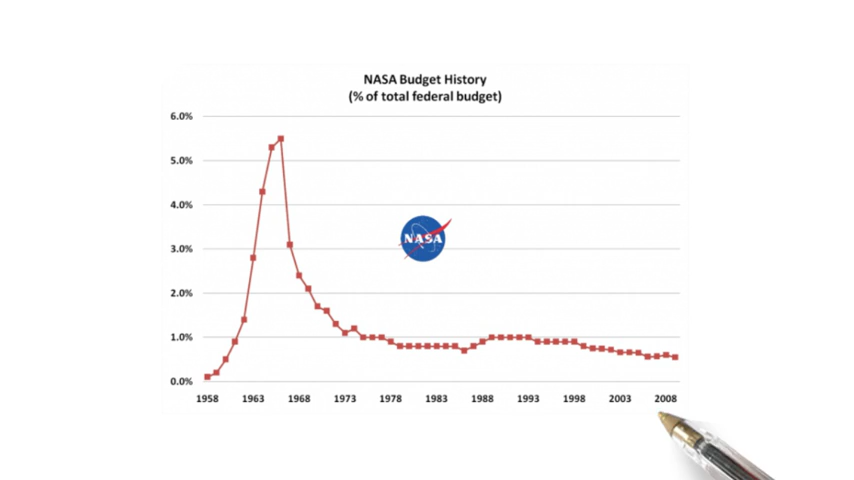 NASA Budget History
(% of total federal budget)
6.0%
5.0%
4.0%
NASA
3.0%
2.0%
1.0%
0.0%
1958 1963 1968 1973 1978 1983 1988 1993 1998 2003 2008